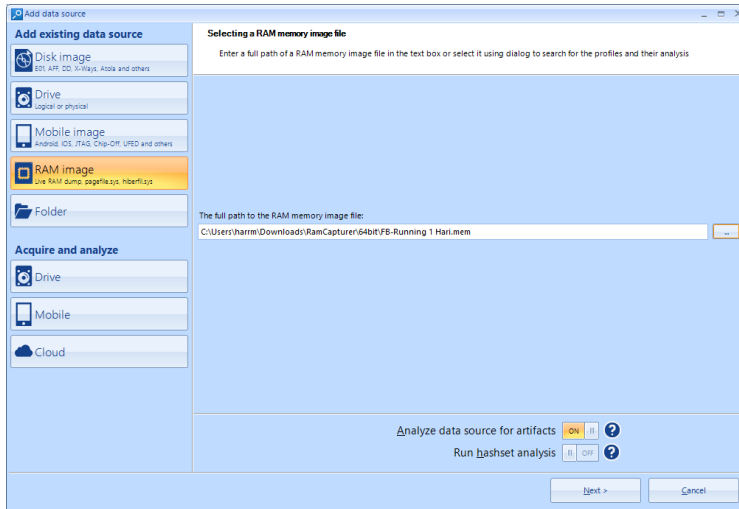 Add data source
Add existing data source
Disk image
E01, AFF, DD, X-Ways, Atola and others
Drive
Logical or physical
Mobile image
Android, IOS, JTAG, Chip-Off, UFED and others
RAM image
Live RAM dump, pagefile.sys, hiberfil.sys
Folder
Acquire and analyze
Drive
Mobile
Cloud
Selecting a RAM memory image file
Enter a full path of a RAM memory image file in the text box or select it using dialog to search for the profiles and their analysis
The full path to the RAM memory image file:
C:\Users\harrm\Downloads\RamCapturer\64bit\FB-Running 1 Hari.mem
...
Analyze data source for artifacts ON ?
Run hashset analysis OFF ?
Next >
Cancel